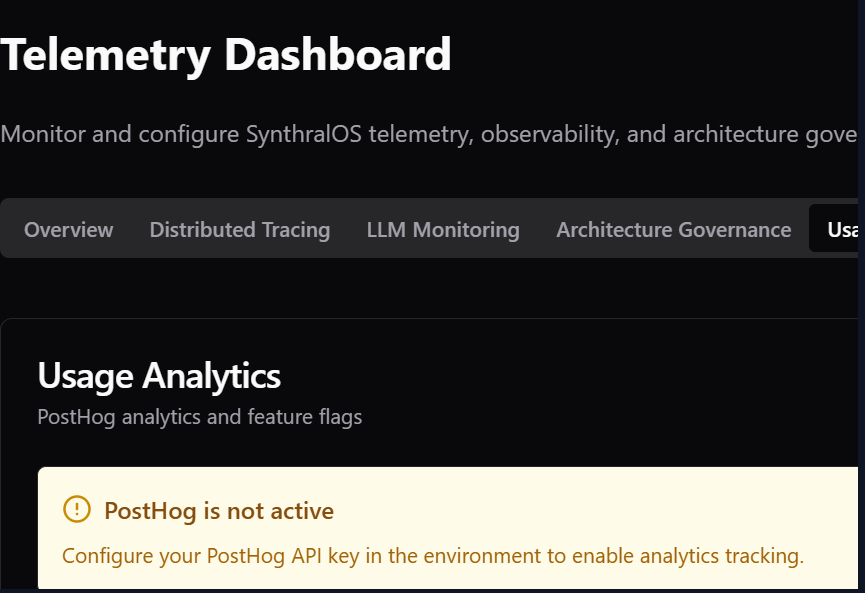 Telemetry Dashboard
Monitor and configure SynthralOS telemetry, observability, and architecture gove
Overview Distributed Tracing LLM Monitoring Architecture Governance Usa
Usage Analytics
PostHog analytics and feature flags
PostHog is not active
Configure your PostHog API key in the environment to enable analytics tracking.